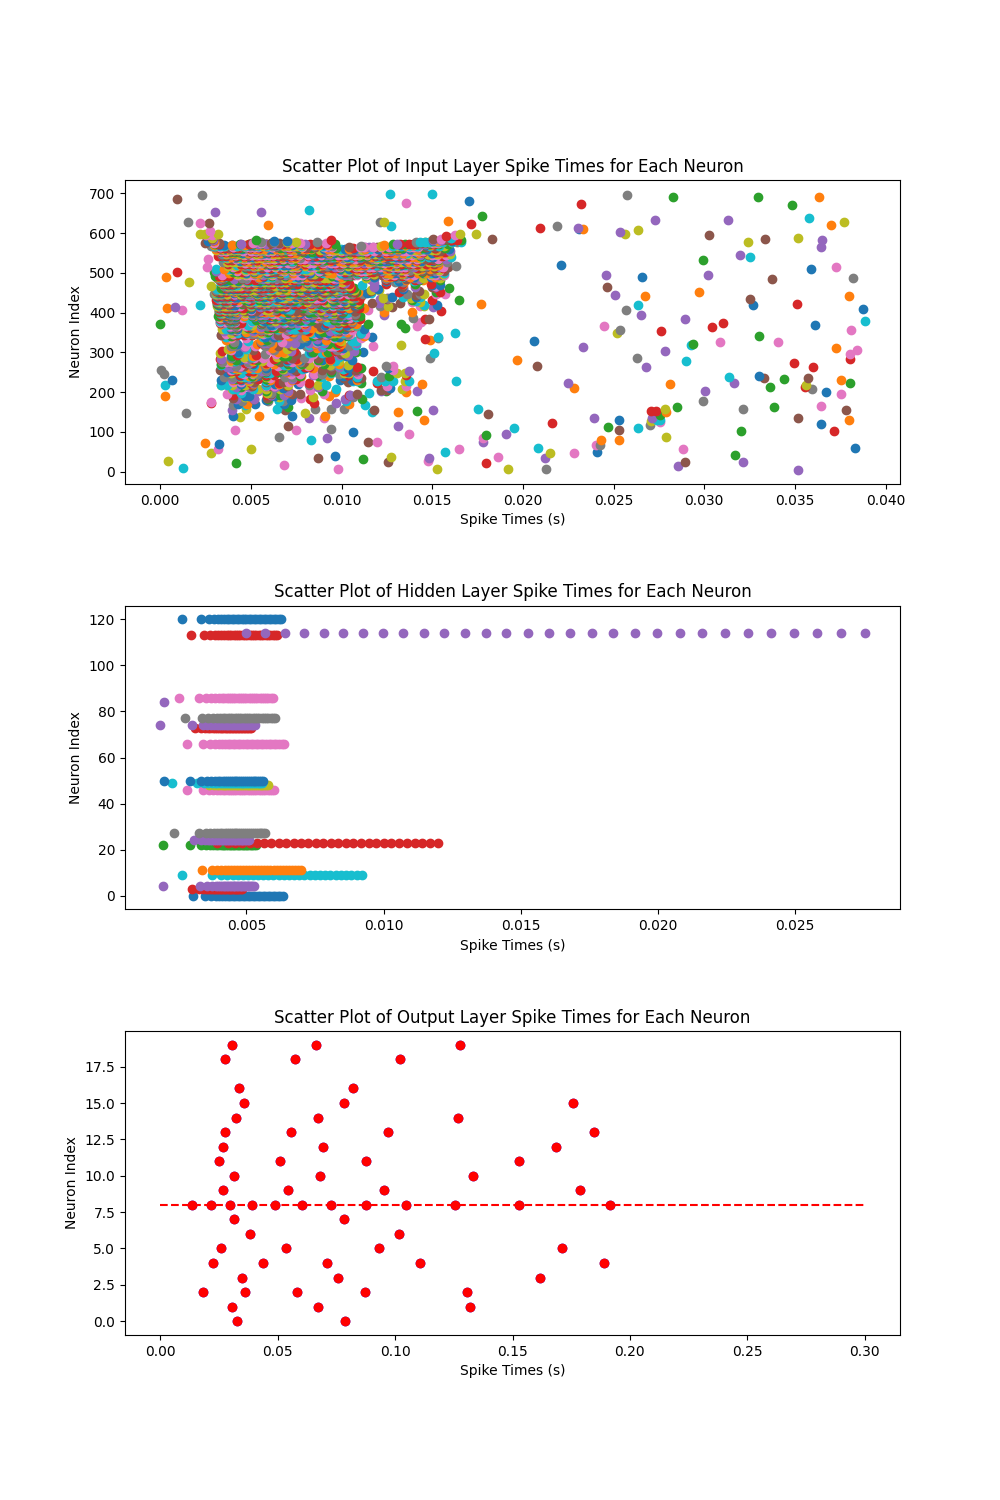 Scatter Plot of Input Layer Spike Times for Each Neuron
700
600
500
400
300
200
100
0
Neuron Index
0.000 0.005 0.010 0.015 0.020 0.025 0.030 0.035 0.040
Spike Times (s)
Scatter Plot of Hidden Layer Spike Times for Each Neuron
120
100
80
60
40
20
0
Neuron Index
0.005 0.010 0.015 0.020 0.025
Spike Times (s)
Scatter Plot of Output Layer Spike Times for Each Neuron
17.5
15.0
12.5
10.0
7.5
5.0
2.5
0.0
Neuron Index
0.00 0.05 0.10 0.15 0.20 0.25 0.30
Spike Times (s)